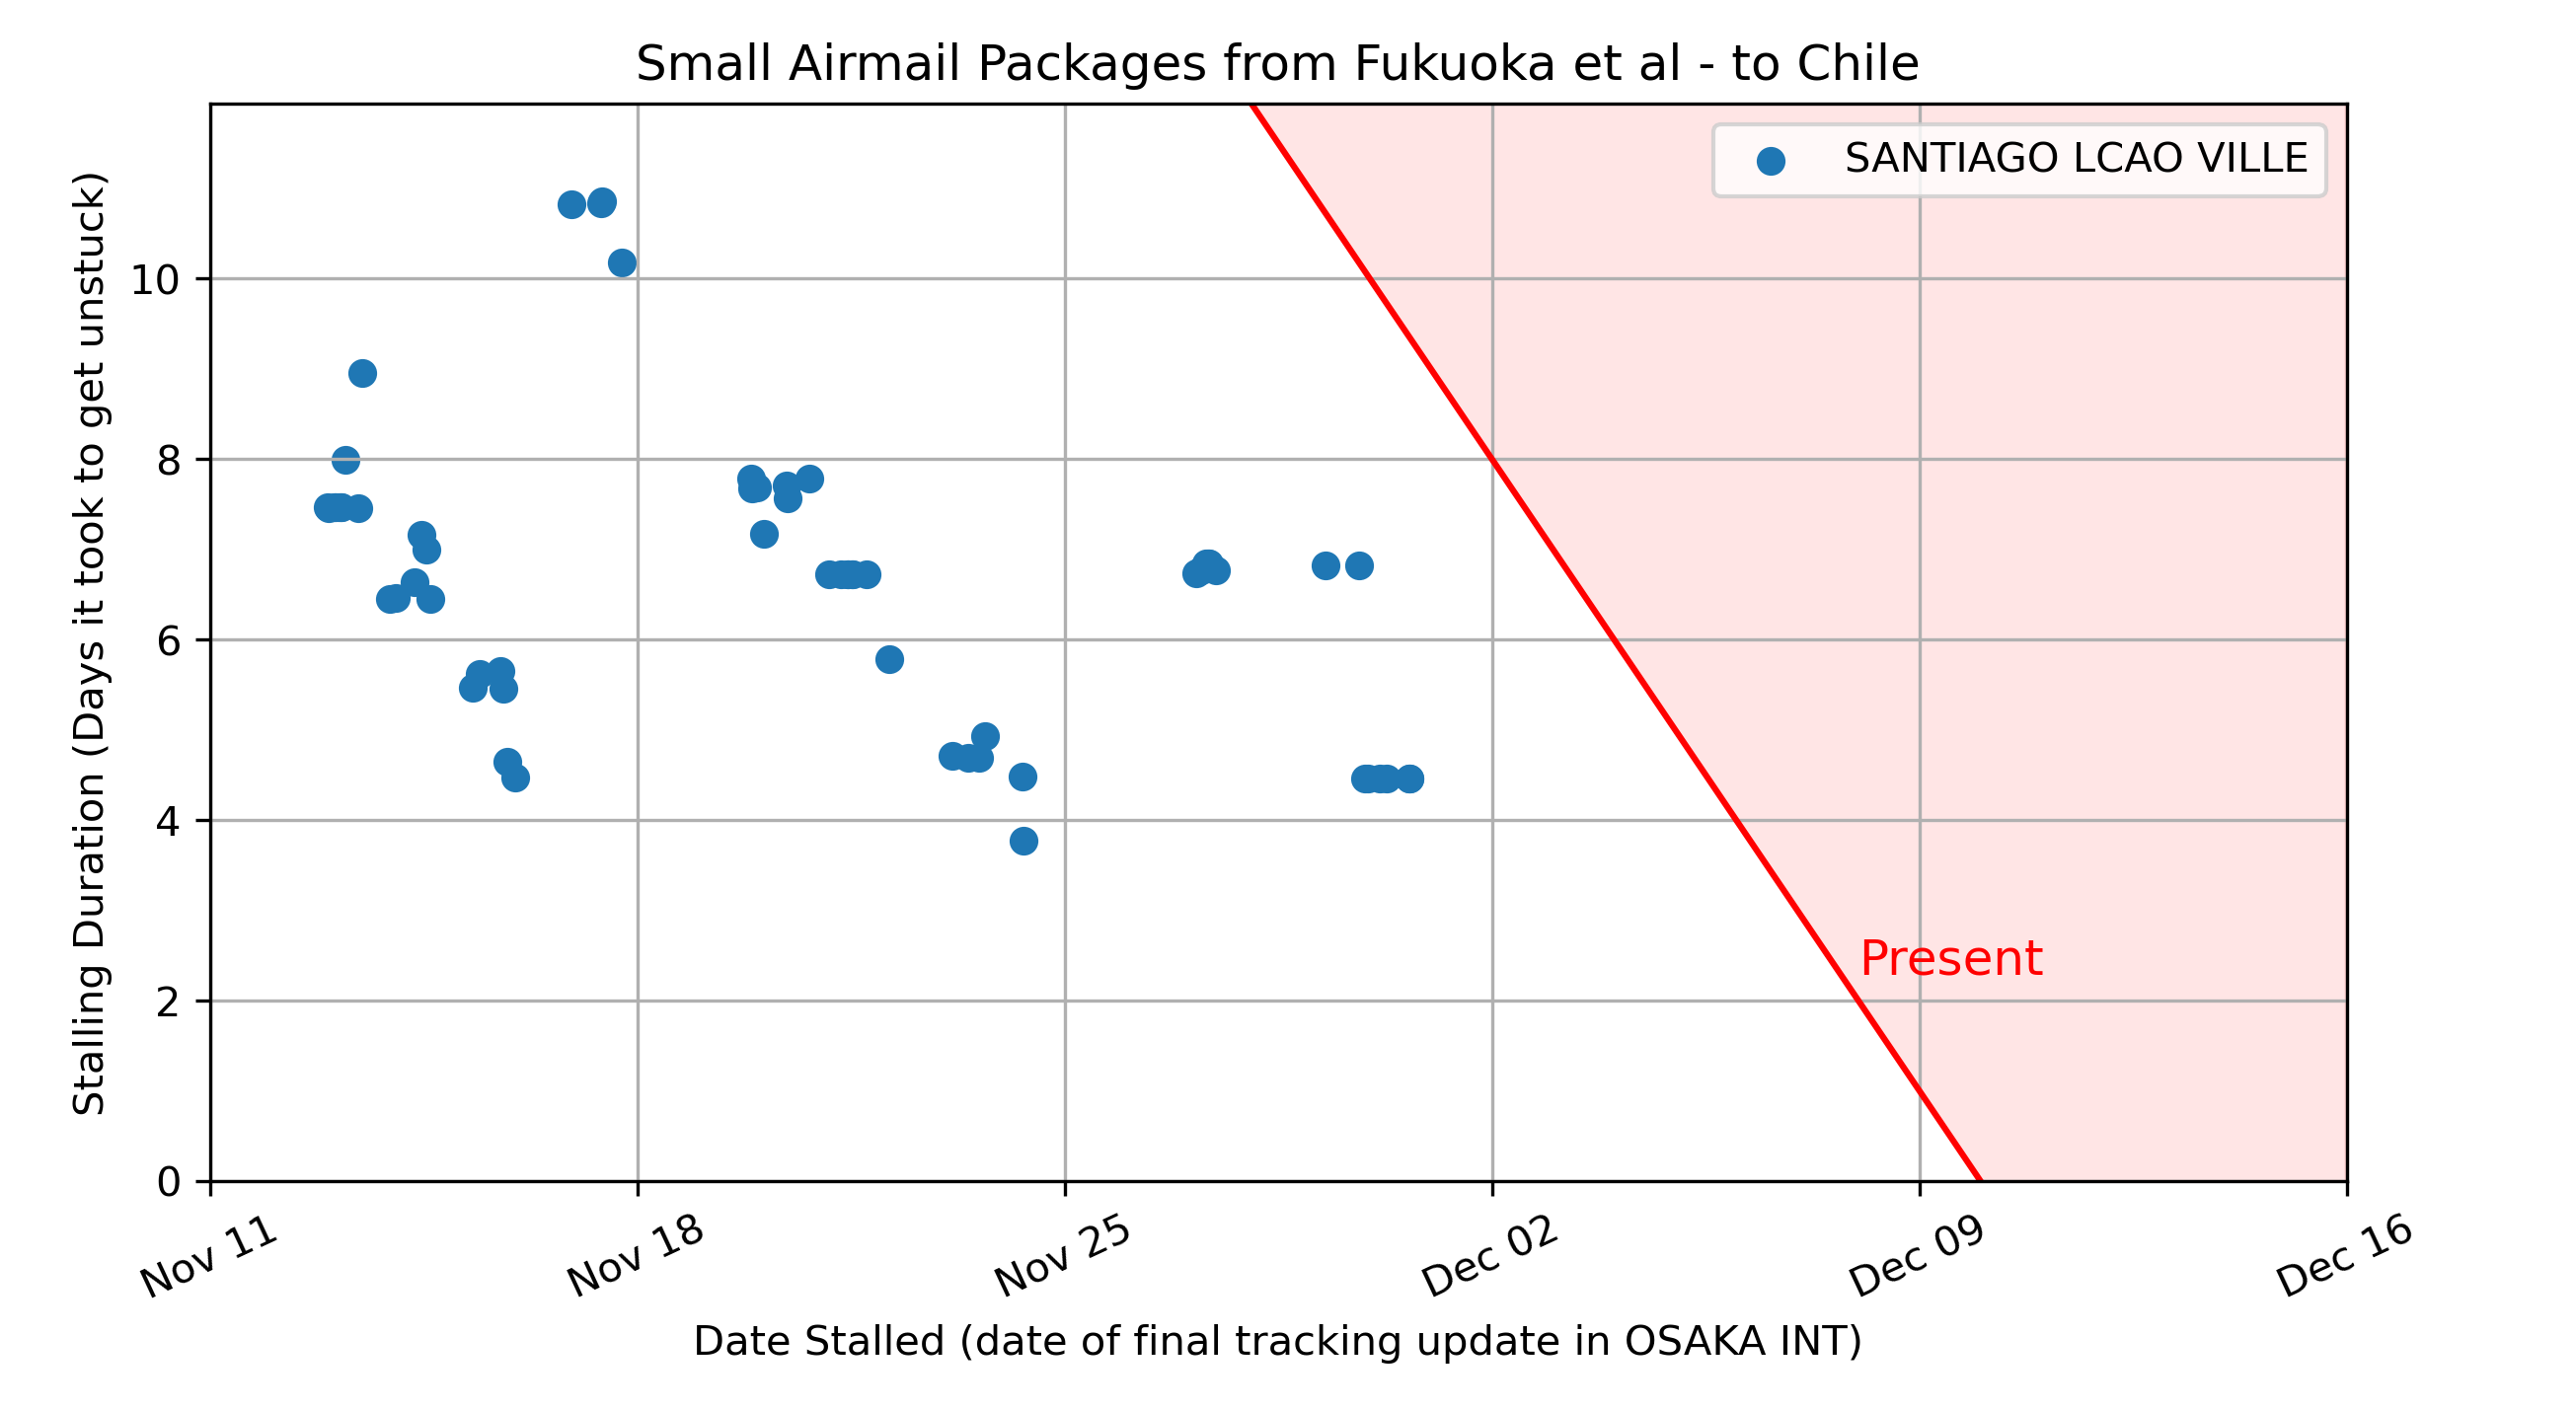 Small Airmail Packages from Fukuoka et al - to Chile
SANTIAGO LCAO VILLE
Stalling Duration (Days it took to get unstuck)
10
8
6
4
2
0
Present
Nov 11
Nov 18
Nov 25
Dec 02
Dec 09
Dec 16
Date Stalled (date of final tracking update in OSAKA INT)